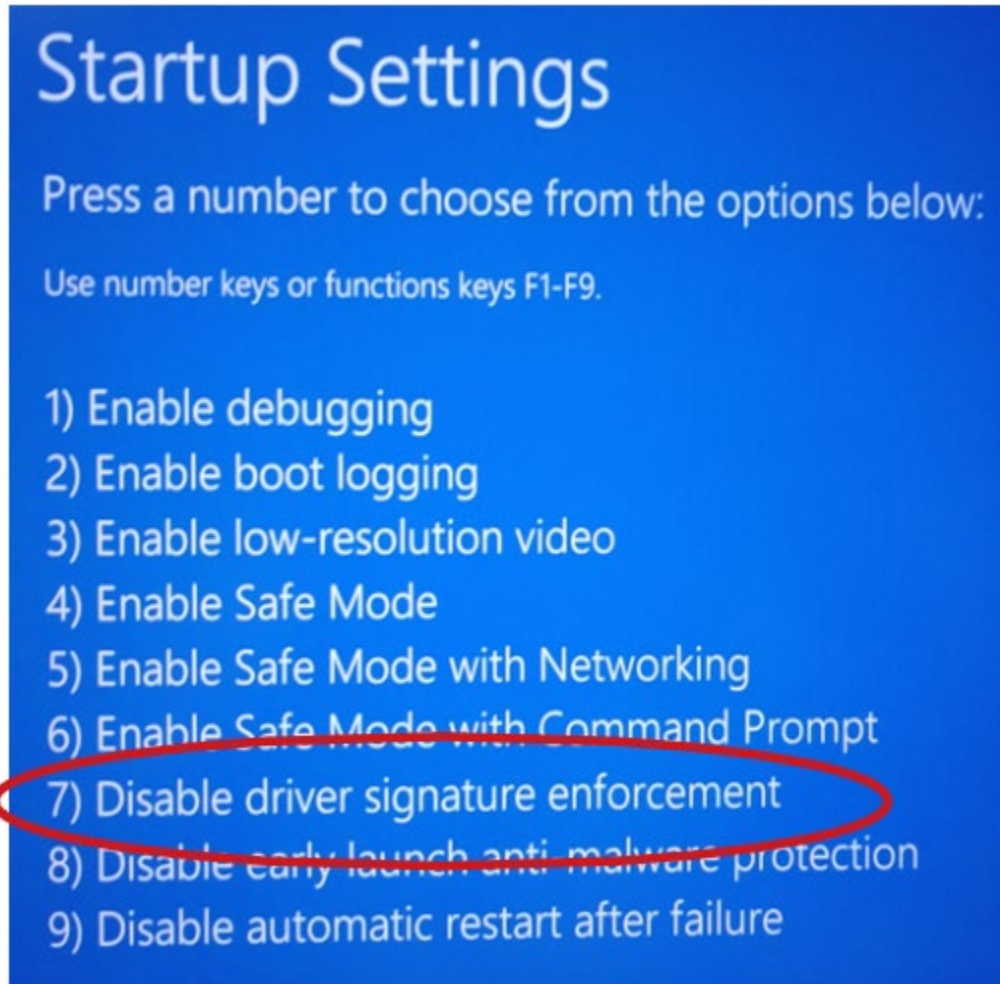 Startup Settings
Press a number to choose from the options below:
Use number keys or functions keys F1-F9.
1) Enable debugging
2) Enable boot logging
3) Enable low-resolution video
4) Enable Safe Mode
5) Enable Safe Mode with Networking
6) Enable Safe Mode with Command Prompt
7) Disable driver signature enforcement
8) Disable early launch anti-malware protection
9) Disable automatic restart after failure